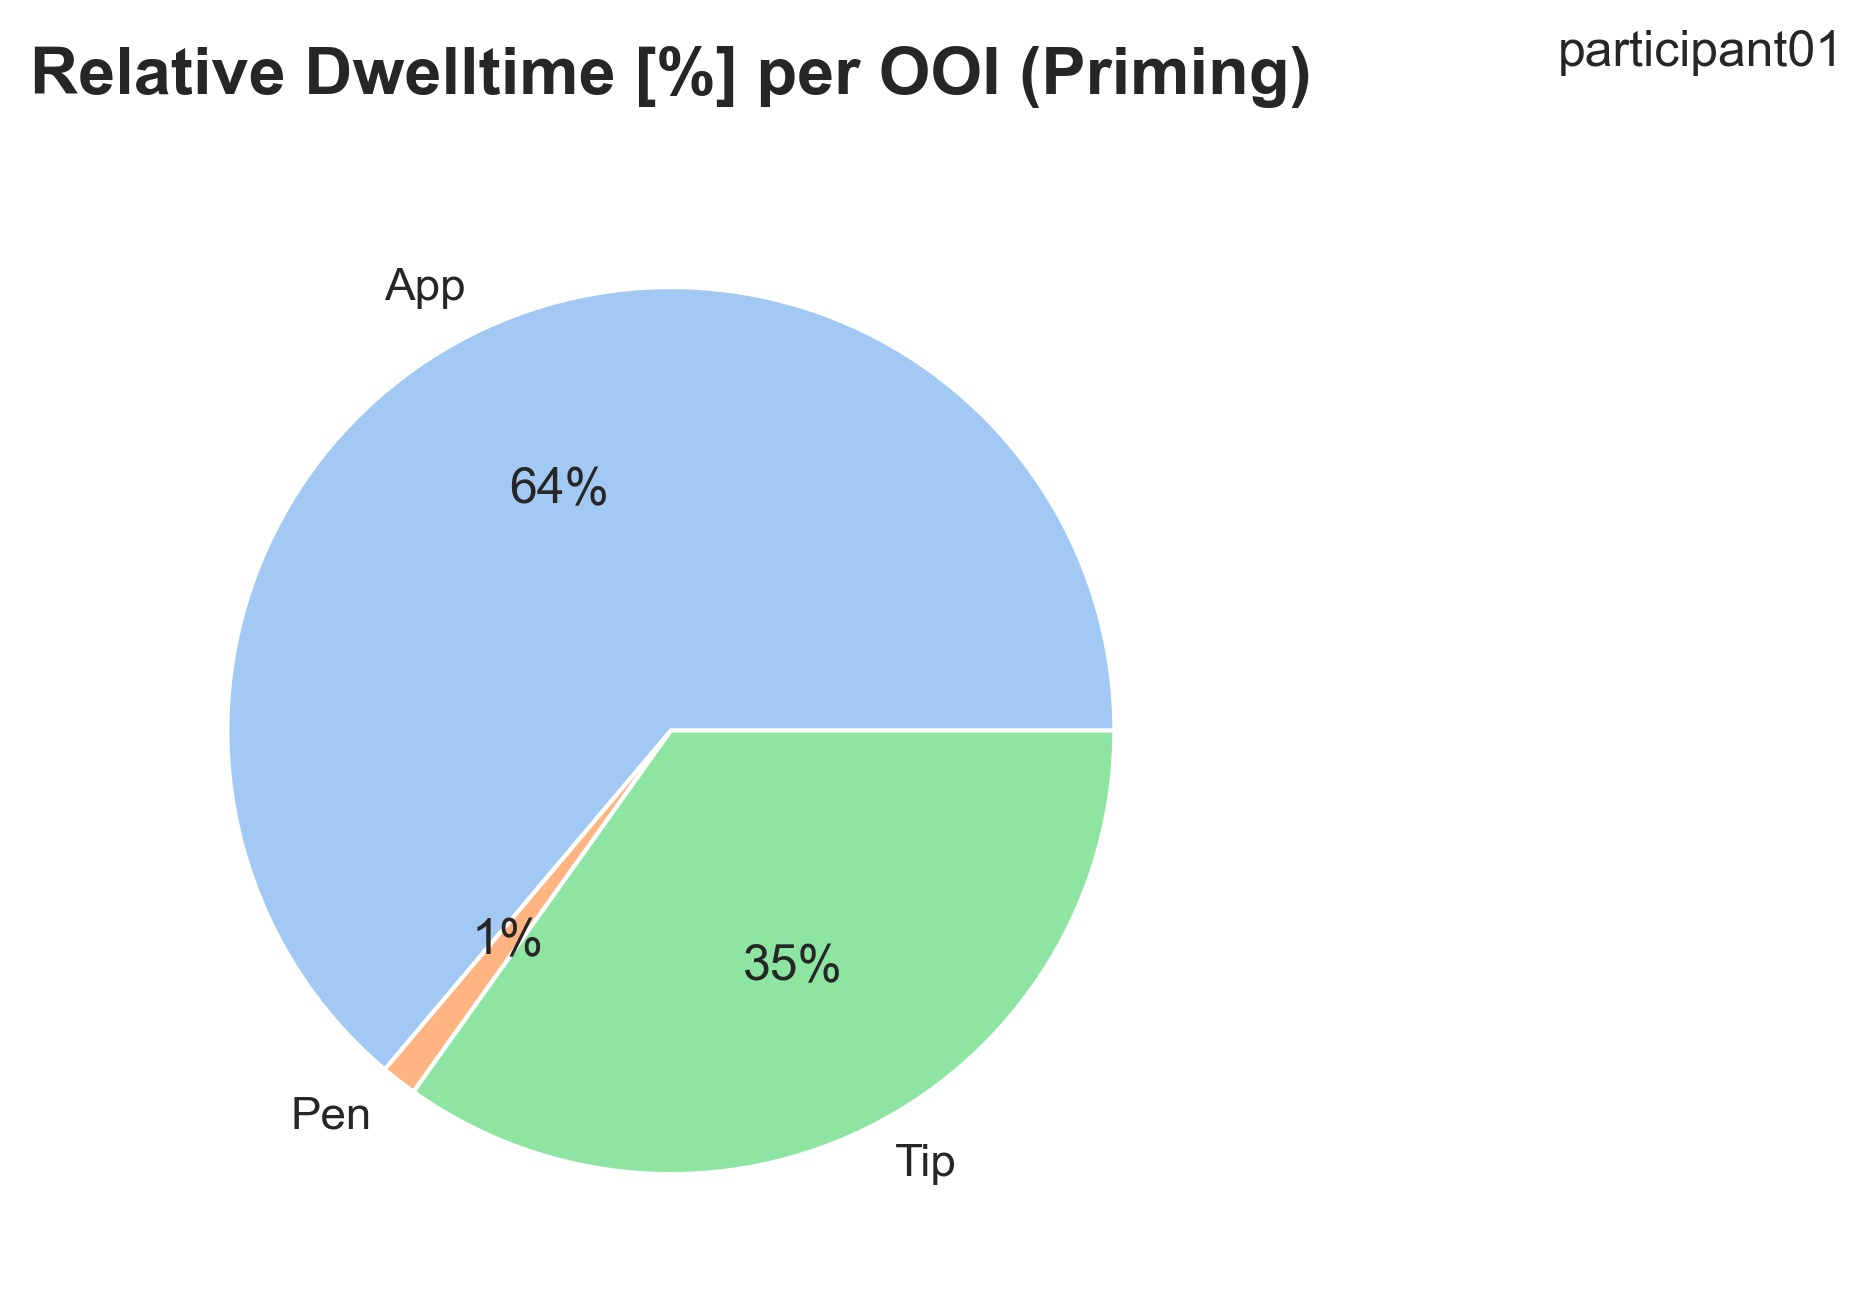 Relative Dwelltime [%] per OOI (Priming)
participant01
App
64%
1%
35%
Pen
Tip